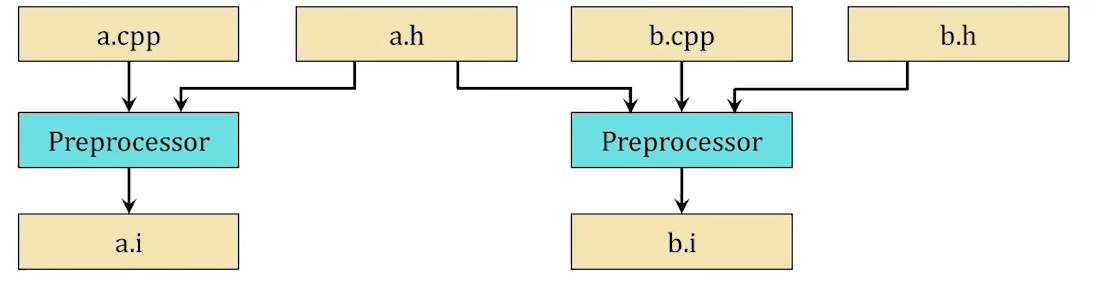 a.cpp
a.h
b.cpp
b.h
Preprocessor
Preprocessor
a.i
b.i